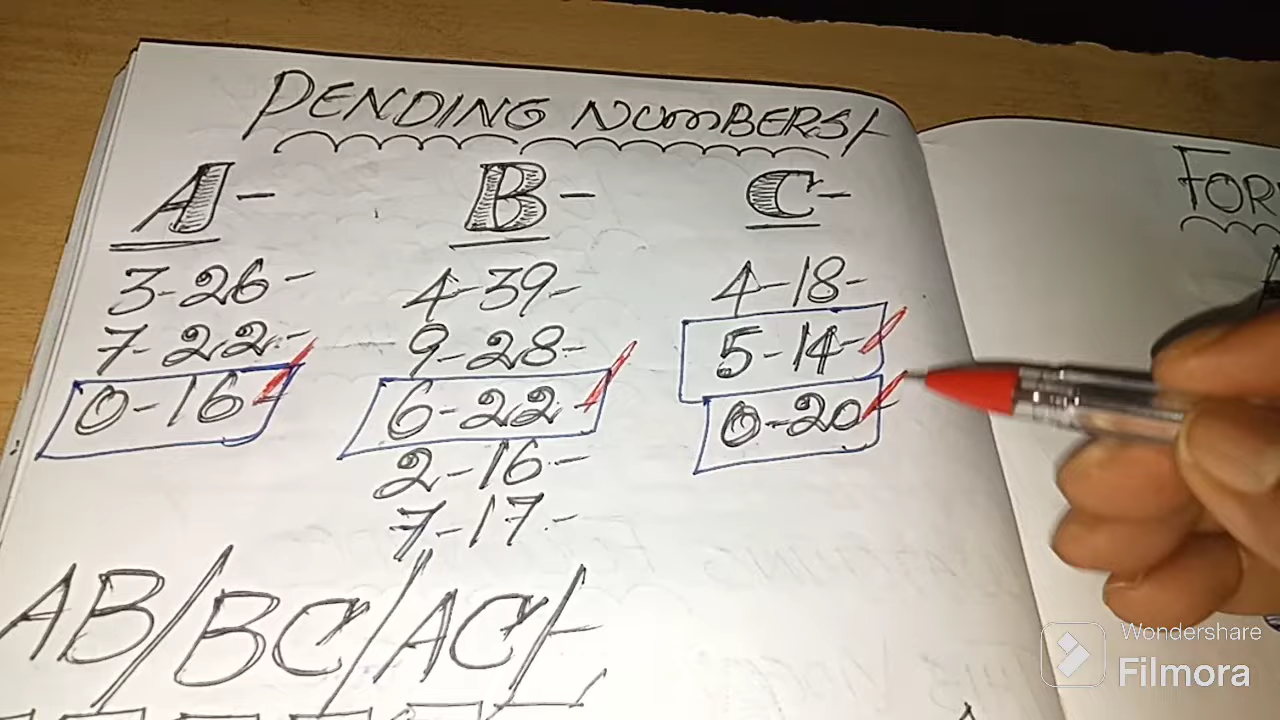 PENDING NUMBERS/-
A- B- C-
3-26- 4-39- 4-18-
7-22- 9-28- 5-14-
0-16- 6-22- 0-20-
2-16-
7-17-
AB/BC/AC/-
Wondershare
Filmora